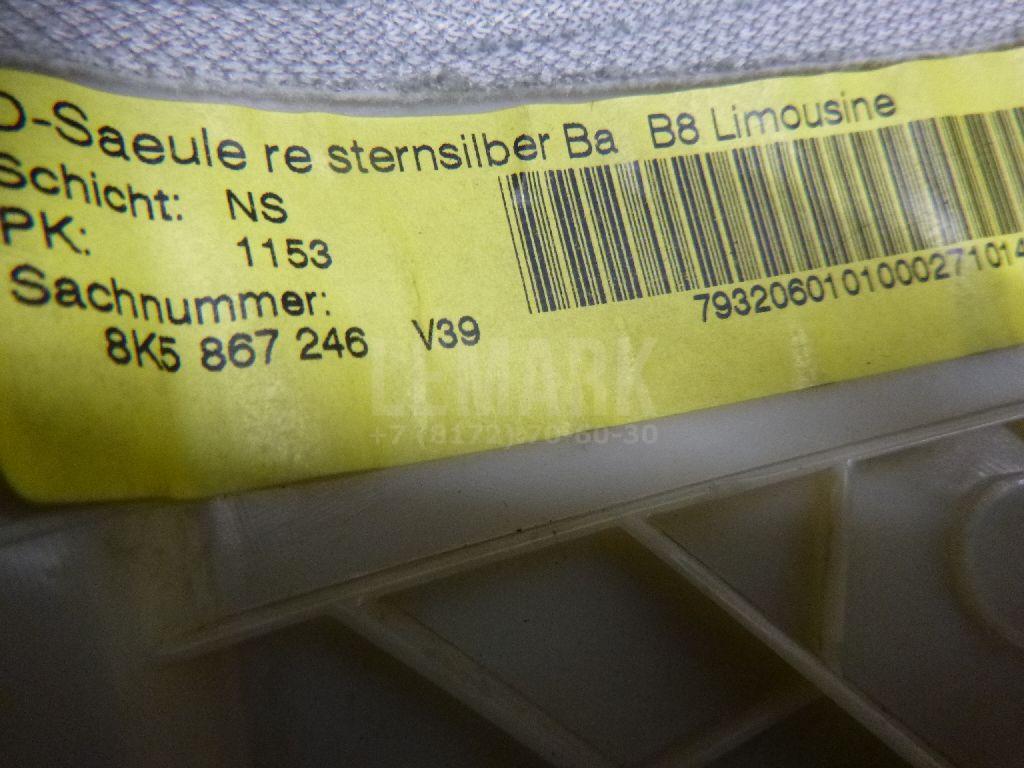 D-Saeule re sternsilber Ba B8 Limousine
Schicht: NS
PK: 1153
Sachnummer:
8K5 867 246 V39
7932060101000271014
LEMARK
+7 (8172) 70-60-30